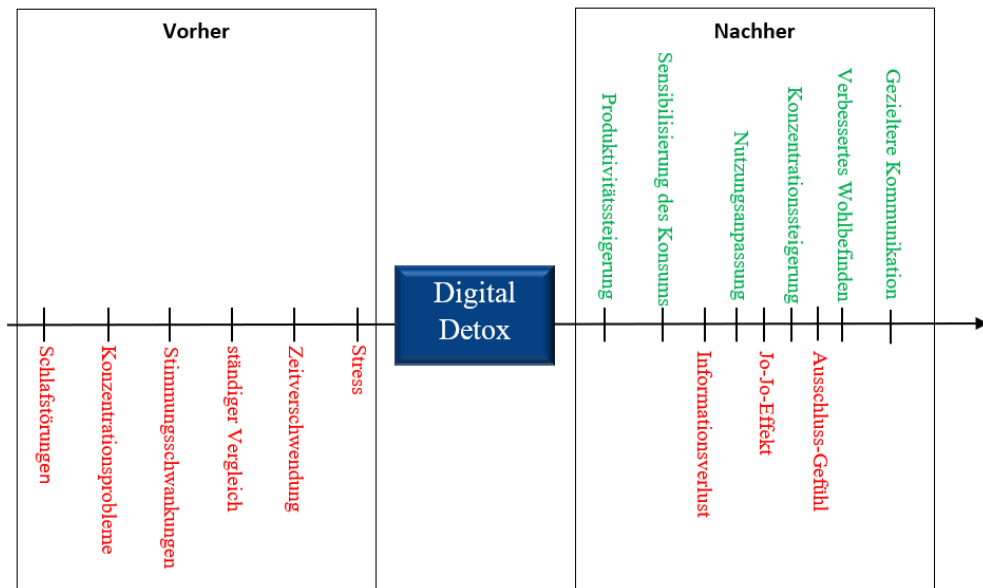 Vorher
Schlafstörungen
Konzentrationsprobleme
Stimmungsschwankungen
ständiger Vergleich
Zeitverschwendung
Stress
Digital
Detox
Nachher
Produktivitätssteigerung
Sensibilisierung des Konsums
Nutzungsanpassung
Konzentrationssteigerung
Verbessertes Wohlbefinden
Gezieltere Kommunikation
Informationsverlust
Jo-Jo-Effekt
Ausschluss-Gefühl